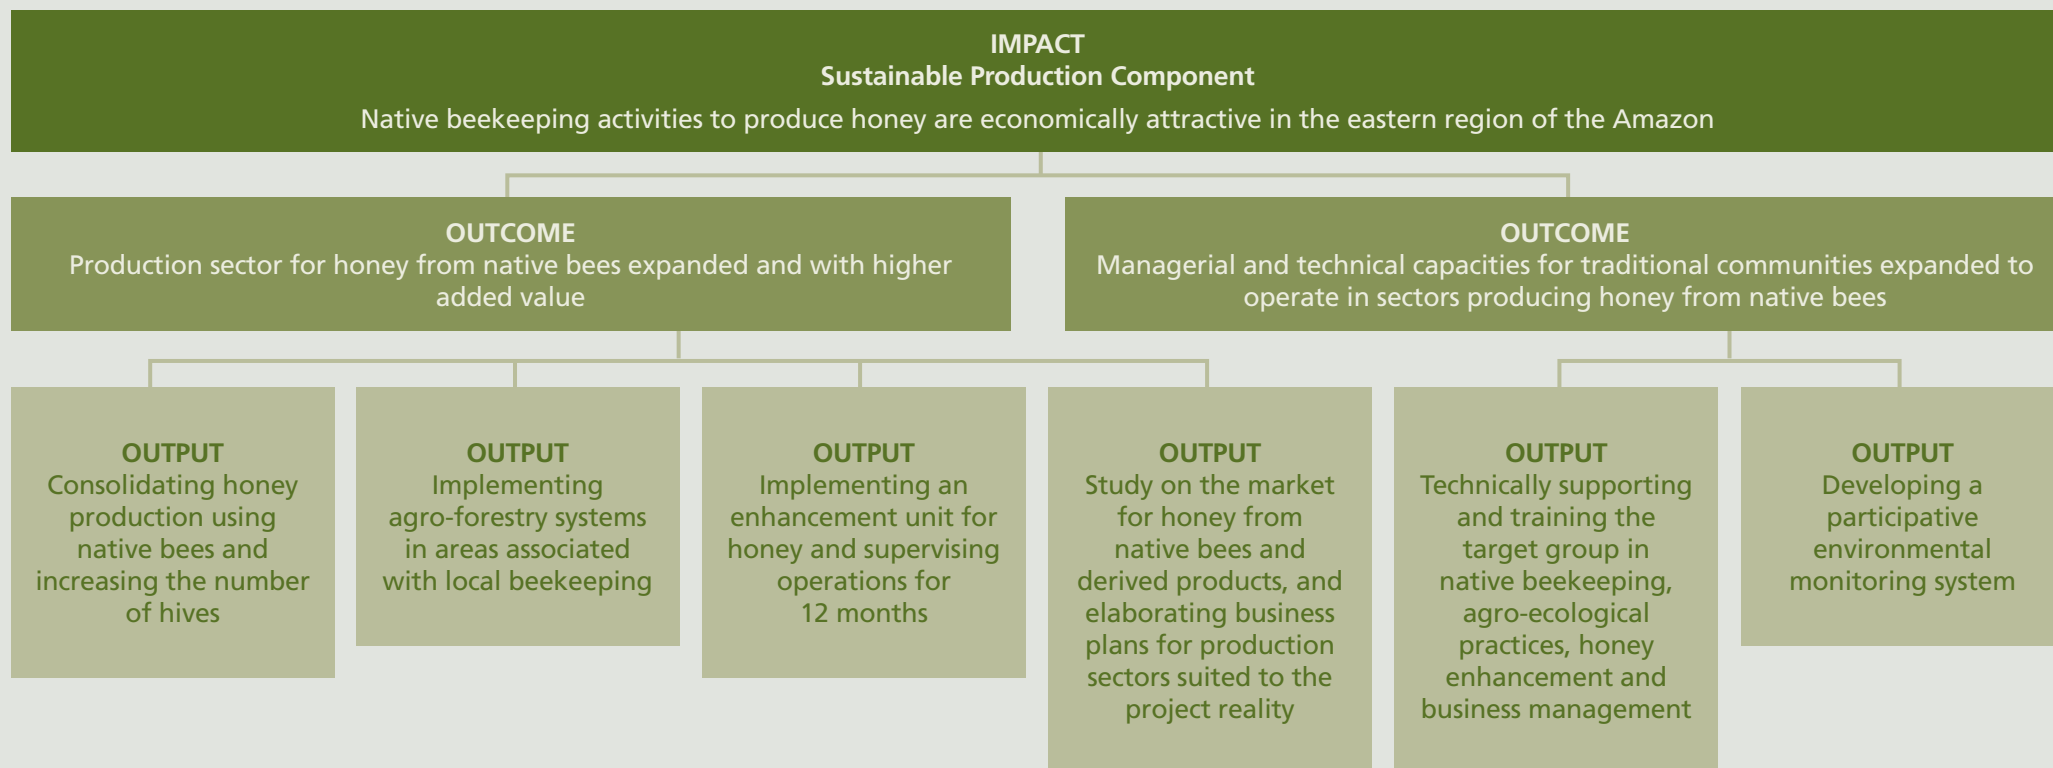 IMPACT
Sustainable Production Component
Native beekeeping activities to produce honey are economically attractive in the eastern region of the Amazon
OUTCOME
Production sector for honey from native bees expanded and with higher
added value
OUTCOME
Managerial and technical capacities for traditional communities expanded to
operate in sectors producing honey from native bees
OUTPUT
Consolidating honey
production using
native bees and
increasing the number
of hives
OUTPUT
Implementing
agro-forestry systems
in areas associated
with local beekeeping
OUTPUT
Implementing an
enhancement unit for
honey and supervising
operations for
12 months
OUTPUT
Study on the market
for honey from
native bees and
derived products, and
elaborating business
plans for production
sectors suited to the
project reality
OUTPUT
Technically supporting
and training the
target group in
native beekeeping,
agro-ecological
practices, honey
enhancement and
business management
OUTPUT
Developing a
participative
environmental
monitoring system